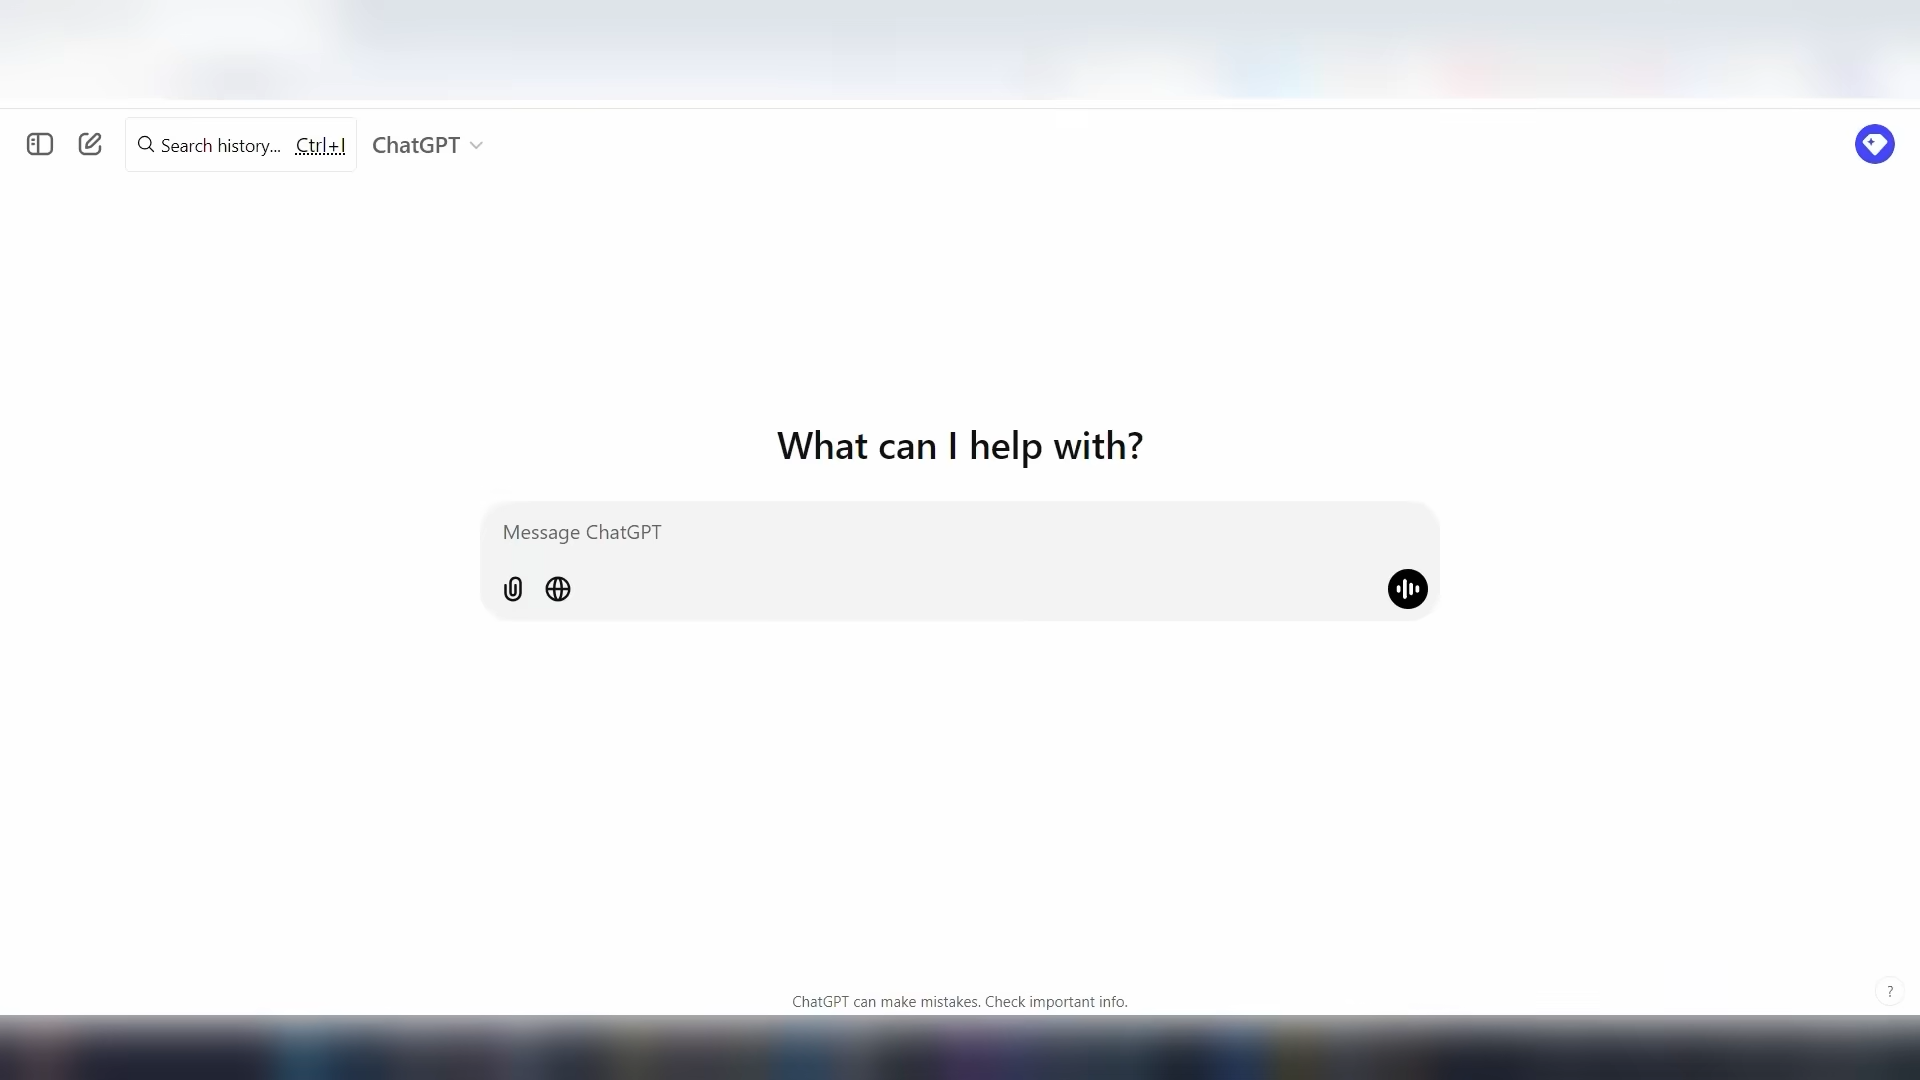 Search history... Ctrl+I
ChatGPT
What can I help with?
Message ChatGPT
ChatGPT can make mistakes. Check important info.
?